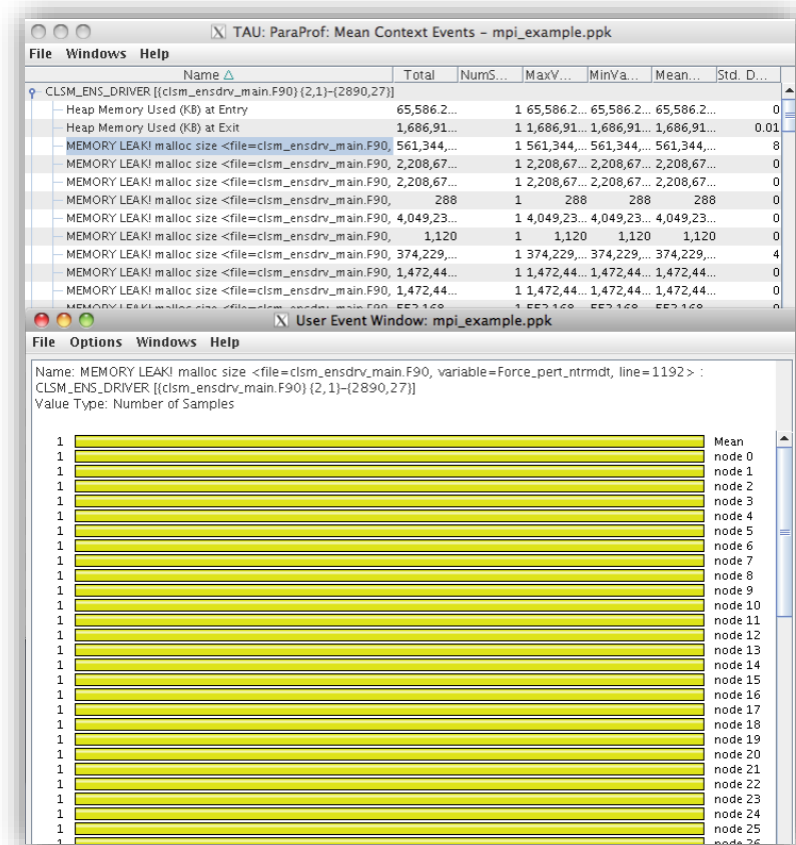 TAU: ParaProf: Mean Context Events – mpi_example.ppk
File Windows Help
Name △ Total NumS... MaxV... MinVa... Mean... Std. D...
CLSM_ENS_DRIVER [{clsm_ensdrv_main.F90} {2,1}–{2890,27}]
Heap Memory Used (KB) at Entry 65,586.2... 1 65,586.2... 65,586.2... 65,586.2... 0
Heap Memory Used (KB) at Exit 1,686,91... 1 1,686,91... 1,686,91... 1,686,91... 0.01
MEMORY LEAK! malloc size <file=clsm_ensdrv_main.F90, 561,344,... 1 561,344,... 561,344,... 561,344,... 8
MEMORY LEAK! malloc size <file=clsm_ensdrv_main.F90, 2,208,67... 1 2,208,67... 2,208,67... 2,208,67... 0
MEMORY LEAK! malloc size <file=clsm_ensdrv_main.F90, 2,208,67... 1 2,208,67... 2,208,67... 2,208,67... 0
MEMORY LEAK! malloc size <file=clsm_ensdrv_main.F90, 288 1 288 288 288 0
MEMORY LEAK! malloc size <file=clsm_ensdrv_main.F90, 4,049,23... 1 4,049,23... 4,049,23... 4,049,23... 0
MEMORY LEAK! malloc size <file=clsm_ensdrv_main.F90, 1,120 1 1,120 1,120 1,120 0
MEMORY LEAK! malloc size <file=clsm_ensdrv_main.F90, 374,229,... 1 374,229,... 374,229,... 374,229,... 4
MEMORY LEAK! malloc size <file=clsm_ensdrv_main.F90, 1,472,44... 1 1,472,44... 1,472,44... 1,472,44... 0
MEMORY LEAK! malloc size <file=clsm_ensdrv_main.F90, 1,472,44... 1 1,472,44... 1,472,44... 1,472,44... 0
User Event Window: mpi_example.ppk
File Options Windows Help
Name: MEMORY LEAK! malloc size <file=clsm_ensdrv_main.F90, variable=Force_pert_ntrmdt, line=1192> :
CLSM_ENS_DRIVER [{clsm_ensdrv_main.F90} {2,1}–{2890,27}]
Value Type: Number of Samples
1 Mean
1 node 0
1 node 1
1 node 2
1 node 3
1 node 4
1 node 5
1 node 6
1 node 7
1 node 8
1 node 9
1 node 10
1 node 11
1 node 12
1 node 13
1 node 14
1 node 15
1 node 16
1 node 17
1 node 18
1 node 19
1 node 20
1 node 21
1 node 22
1 node 23
1 node 24
1 node 25
1 node 26